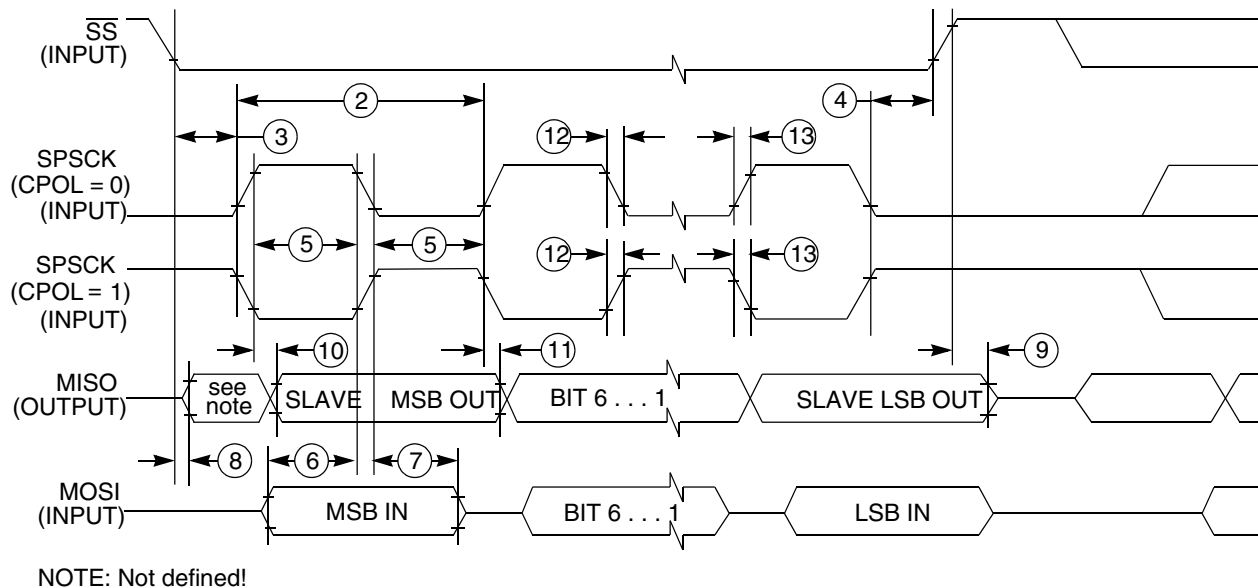 SS
(INPUT)
2
4
3
12
13
SPSCK
(CPOL = 0)
(INPUT)
5
5
12
13
SPSCK
(CPOL = 1)
(INPUT)
10
11
9
MISO
(OUTPUT)
see
note
SLAVE
MSB OUT
BIT 6 . . . 1
SLAVE LSB OUT
8
6
7
MOSI
(INPUT)
MSB IN
BIT 6 . . . 1
LSB IN
NOTE: Not defined!